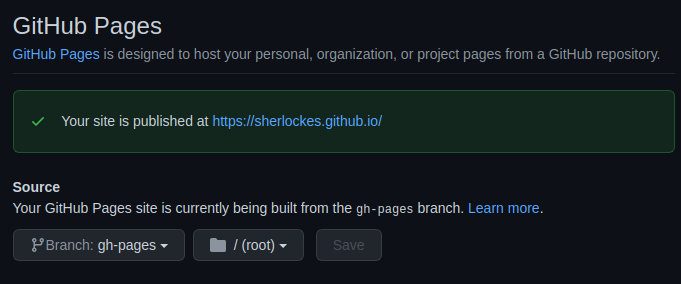 GitHub Pages
GitHub Pages is designed to host your personal, organization, or project pages from a GitHub repository.
Your site is published at https://sherlockes.github.io/
Source
Your GitHub Pages site is currently being built from the gh-pages branch. Learn more.
Branch: gh-pages / (root) Save